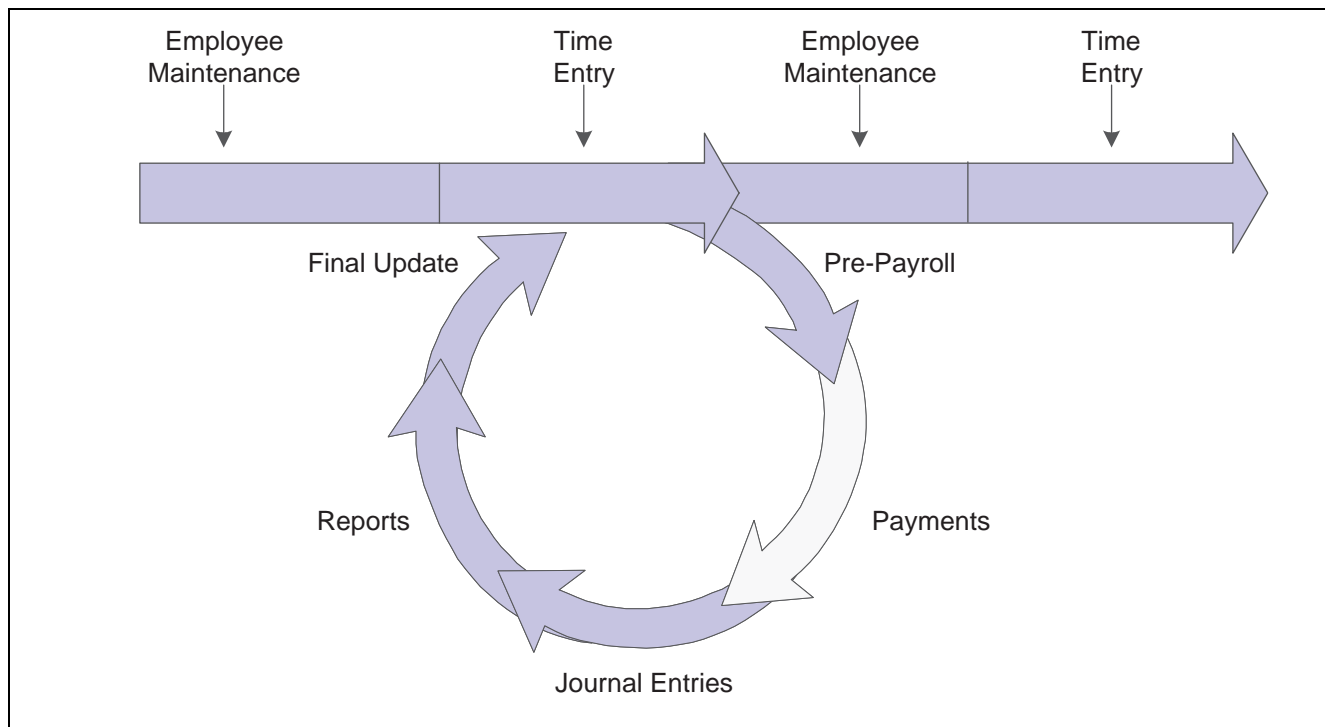 Employee
Maintenance
Time
Entry
Employee
Maintenance
Time
Entry
Final Update
Pre-Payroll
Reports
Payments
Journal Entries